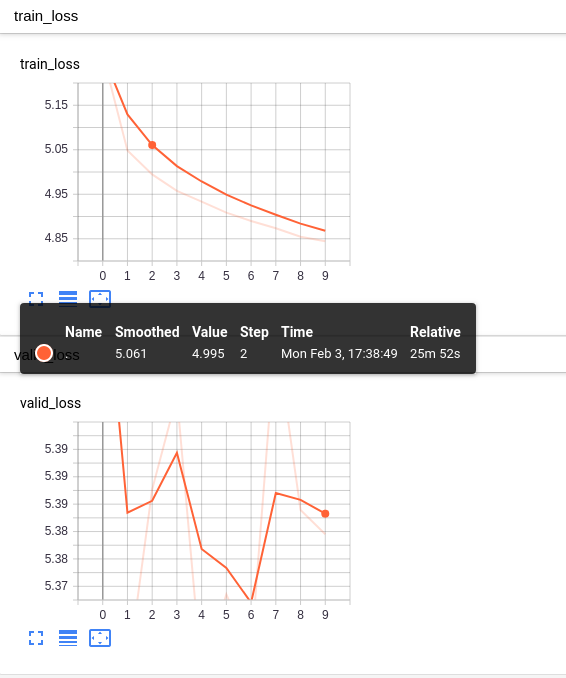 train_loss
train_loss
5.15
5.05
4.95
4.85
0 1 2 3 4 5 6 7 8 9
Name Smoothed Value Step Time Relative
5.061 4.995 2 Mon Feb 3, 17:38:49 25m 52s
valid_loss
valid_loss
5.39
5.39
5.39
5.38
5.38
5.37
0 1 2 3 4 5 6 7 8 9